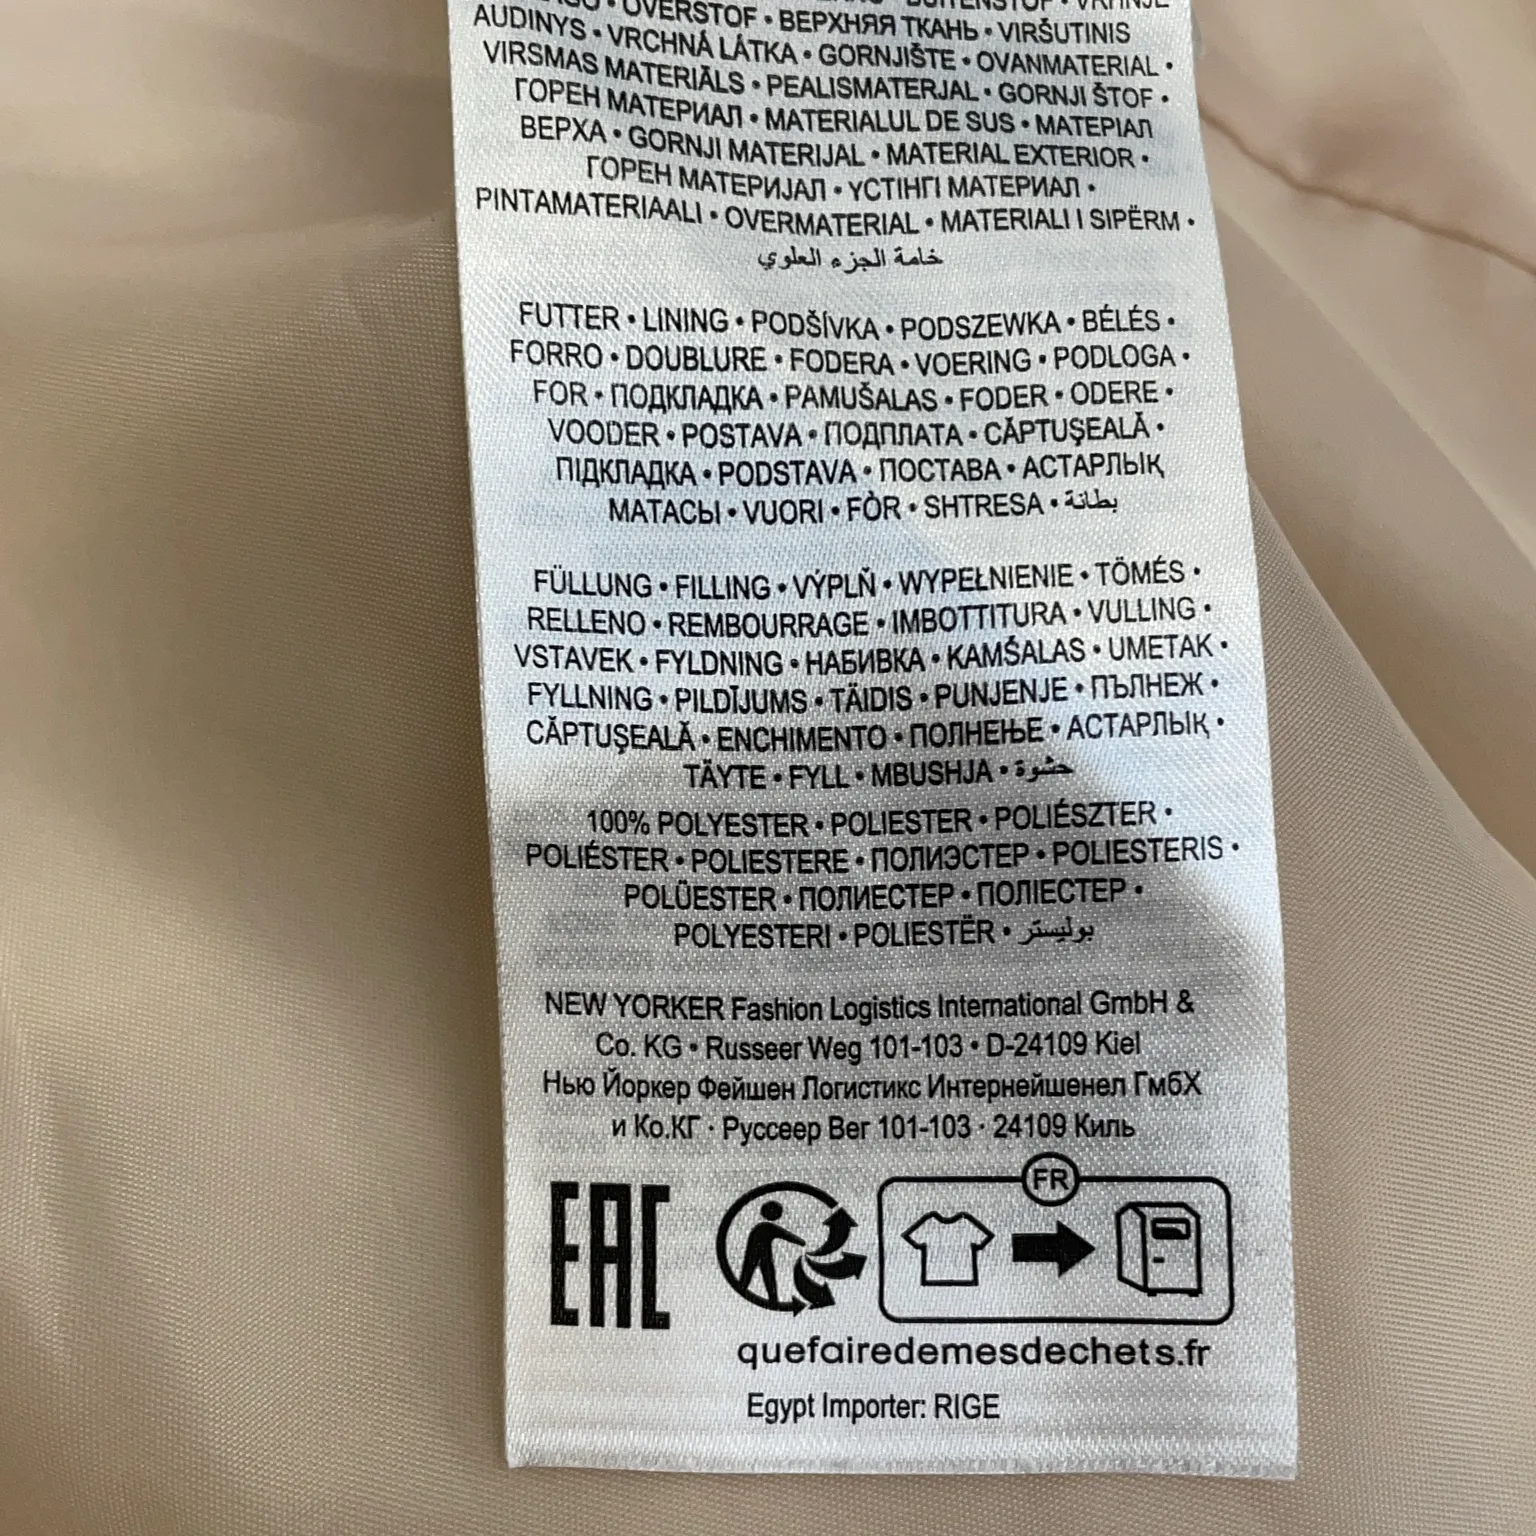 OVERSTOF • ВЕРХНЯЯ ТКАНЬ • VIRŠUTINIS
AUDINYS • VRCHNÁ LÁTKA • GORNJIŠTE • OVANMATERIAL •
VIRSMAS MATERIĀLS • PEALISMATERJAL • GORNJI ŠTOF •
ГОРЕН МАТЕРИАЛ • MATERIALUL DE SUS • МАТЕРІАЛ
ВЕРХА • GORNJI MATERIJAL • MATERIAL EXTERIOR •
ГОРЕН МАТЕРИЈАЛ • ҮСТІНГІ МАТЕРИАЛ •
PINTAMATERIAALI • OVERMATERIAL • MATERIALI I SIPËRM •
خامة الجزء العلوي
FUTTER • LINING • PODŠÍVKA • PODSZEWKA • BÉLÉS •
FORRO • DOUBLURE • FODERA • VOERING • PODLOGA •
FOR • ПОДКЛАДКА • PAMUŠALAS • FODER • ODERE •
VOODER • POSTAVA • ПОДПЛАТА • CĂPTUŞEALĂ •
ПІДКЛАДКА • PODSTAVA • ПОСТАВА • АСТАРЛЫҚ
МАТАСЫ • VUORI • FÒR • SHTRESA • بطانة
FÜLLUNG • FILLING • VÝPLŇ • WYPEŁNIENIE • TÖMÉS •
RELLENO • REMBOURRAGE • IMBOTTITURA • VULLING •
VSTAVEK • FYLDNING • НАБИВКА • KAMŠALAS • UMETAK •
FYLLNING • PILDĪJUMS • TÄIDIS • PUNJENJE • ПЪЛНЕЖ •
CĂPTUŞEALĂ • ENCHIMENTO • ПОЛНЕЊЕ • АСТАРЛЫҚ •
TÄYTE • FYLL • MBUSHJA • حشوة
100% POLYESTER • POLIESTER • POLIÉSZTER •
POLIÉSTER • POLIESTERE • ПОЛИЭСТЕР • POLIESTERIS •
POLÜESTER • ПОЛИЕСТЕР • ПОЛІЕСТЕР •
POLYESTERI • POLIESTËR • بوليستر
NEW YORKER Fashion Logistics International GmbH &
Co. KG • Russeer Weg 101-103 • D-24109 Kiel
Нью Йоркер Фейшен Логистикс Интернейшенел ГмбХ
и Ко.КГ · Руссеер Вег 101-103 · 24109 Киль
EAC
FR
quefairedemesdechets.fr
Egypt Importer: RIGE